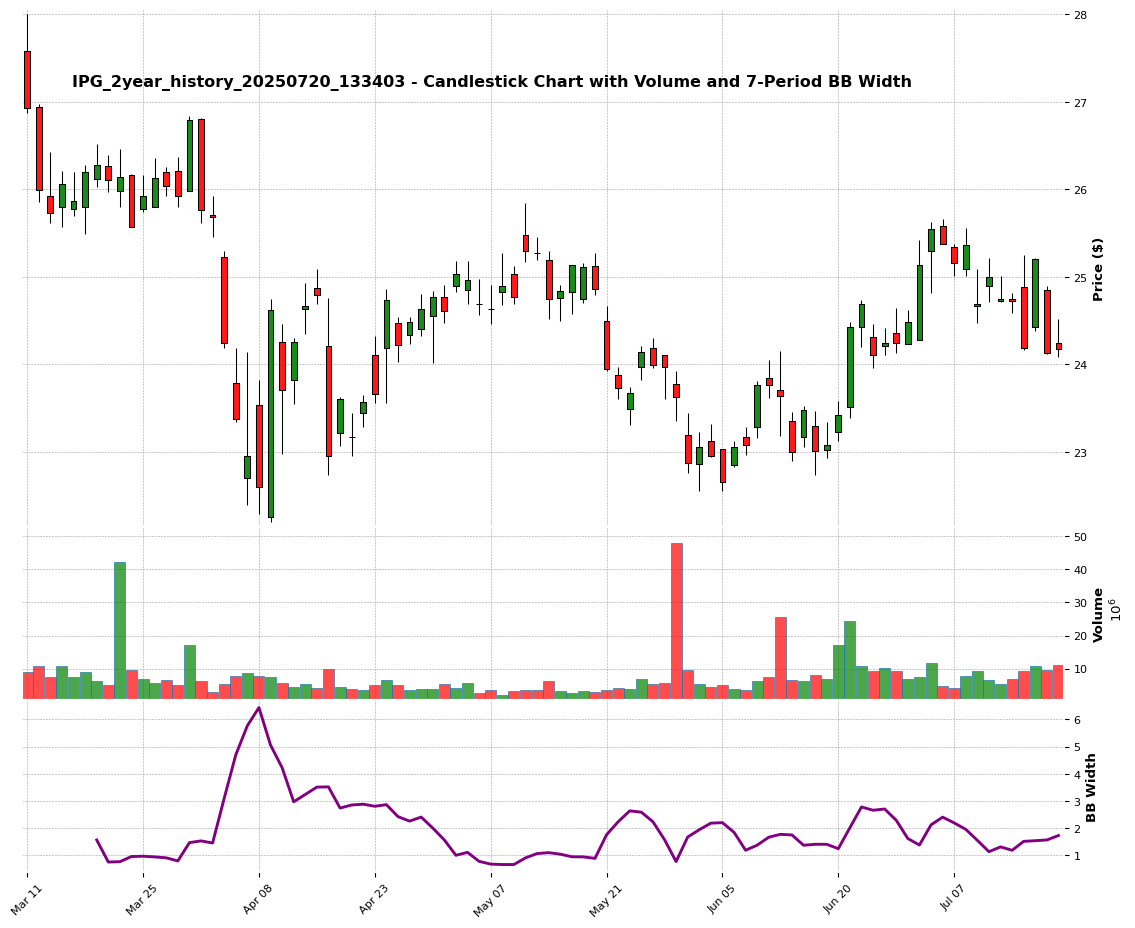 IPG_2year_history_20250720_133403 - Candlestick Chart with Volume and 7-Period BB Width
28
27
26
25
24
23
Price ($)
50
40
30
20
10
Volume
10^6
6
5
4
3
2
1
BB Width
Mar 11
Mar 25
Apr 08
Apr 23
May 07
May 21
Jun 05
Jun 20
Jul 07